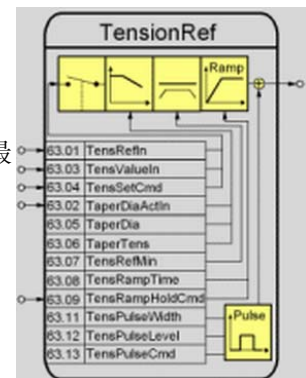 TensionRef
Ramp
最
63.01 TensRefIn
63.03 TensValueIn
63.04 TensSetCmd
63.02 TaperDiaActIn
63.05 TaperDia
63.06 TaperTens
63.07 TensRefMin
63.08 TensRampTime
63.09 TensRampHoldCmd
63.11 TensPulseWidth
63.12 TensPulseLevel
63.13 TensPulseCmd
Pulse